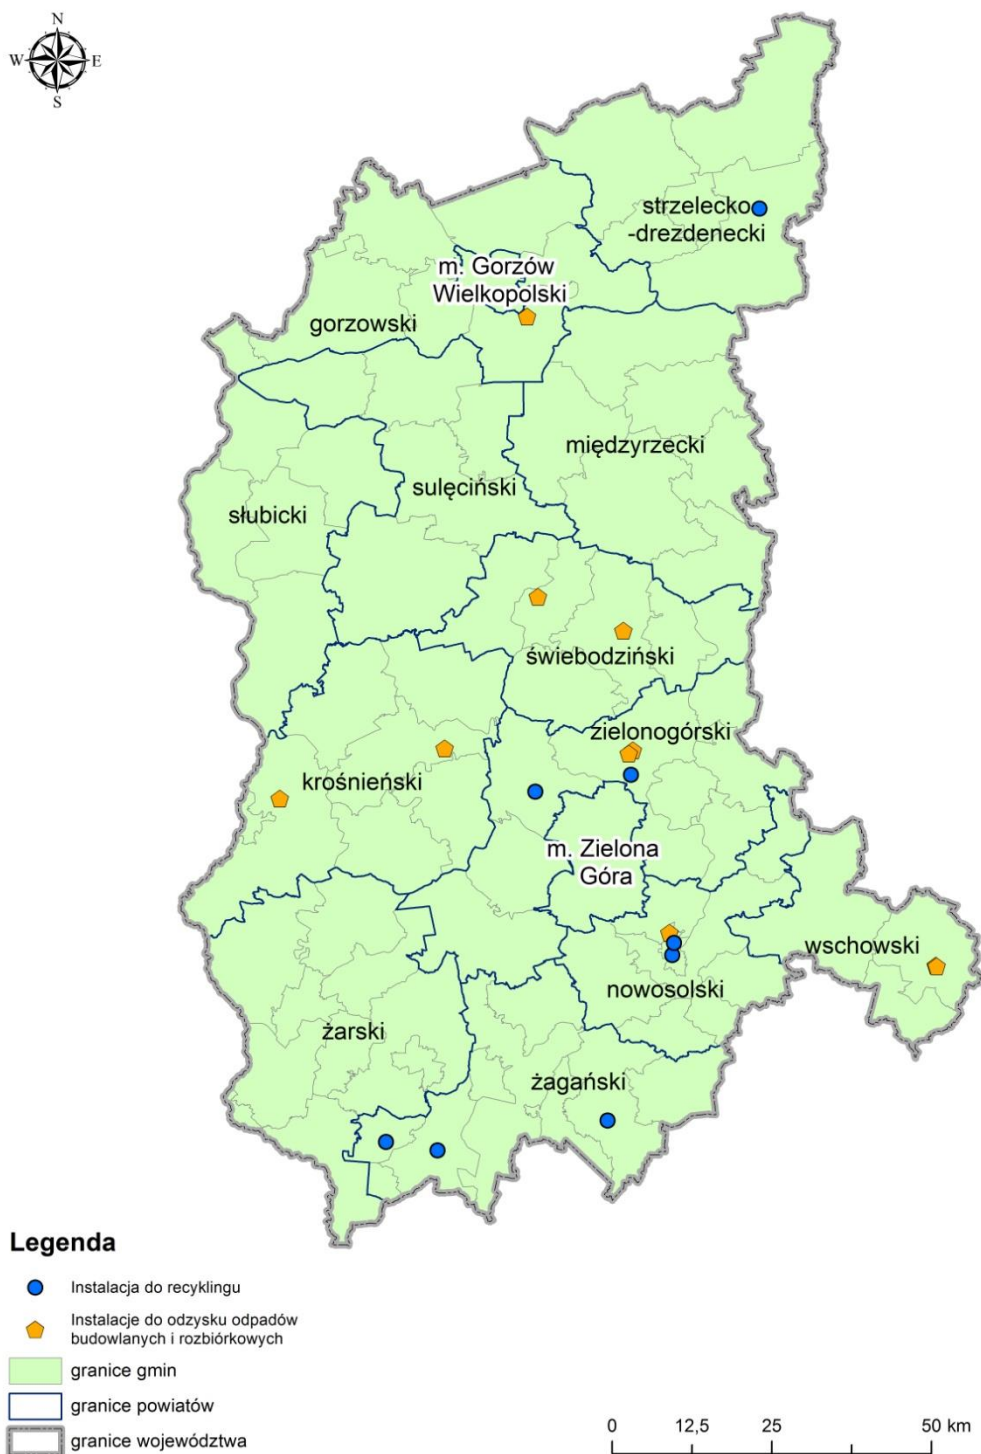 N
W
E
S
strzelecko
-drezdenecki
m. Gorzów
Wielkopolski
gorzowski
międzyrzecki
sulęciński
słubicki
świebodziński
zielonogórski
krośnieński
m. Zielona
Góra
wschowski
nowosolski
żarski
żagański
Legenda
Instalacja do recyklingu
Instalacje do odzysku odpadów
budowlanych i rozbiórkowych
granice gmin
granice powiatów
granice województwa
0 12,5 25 50 km